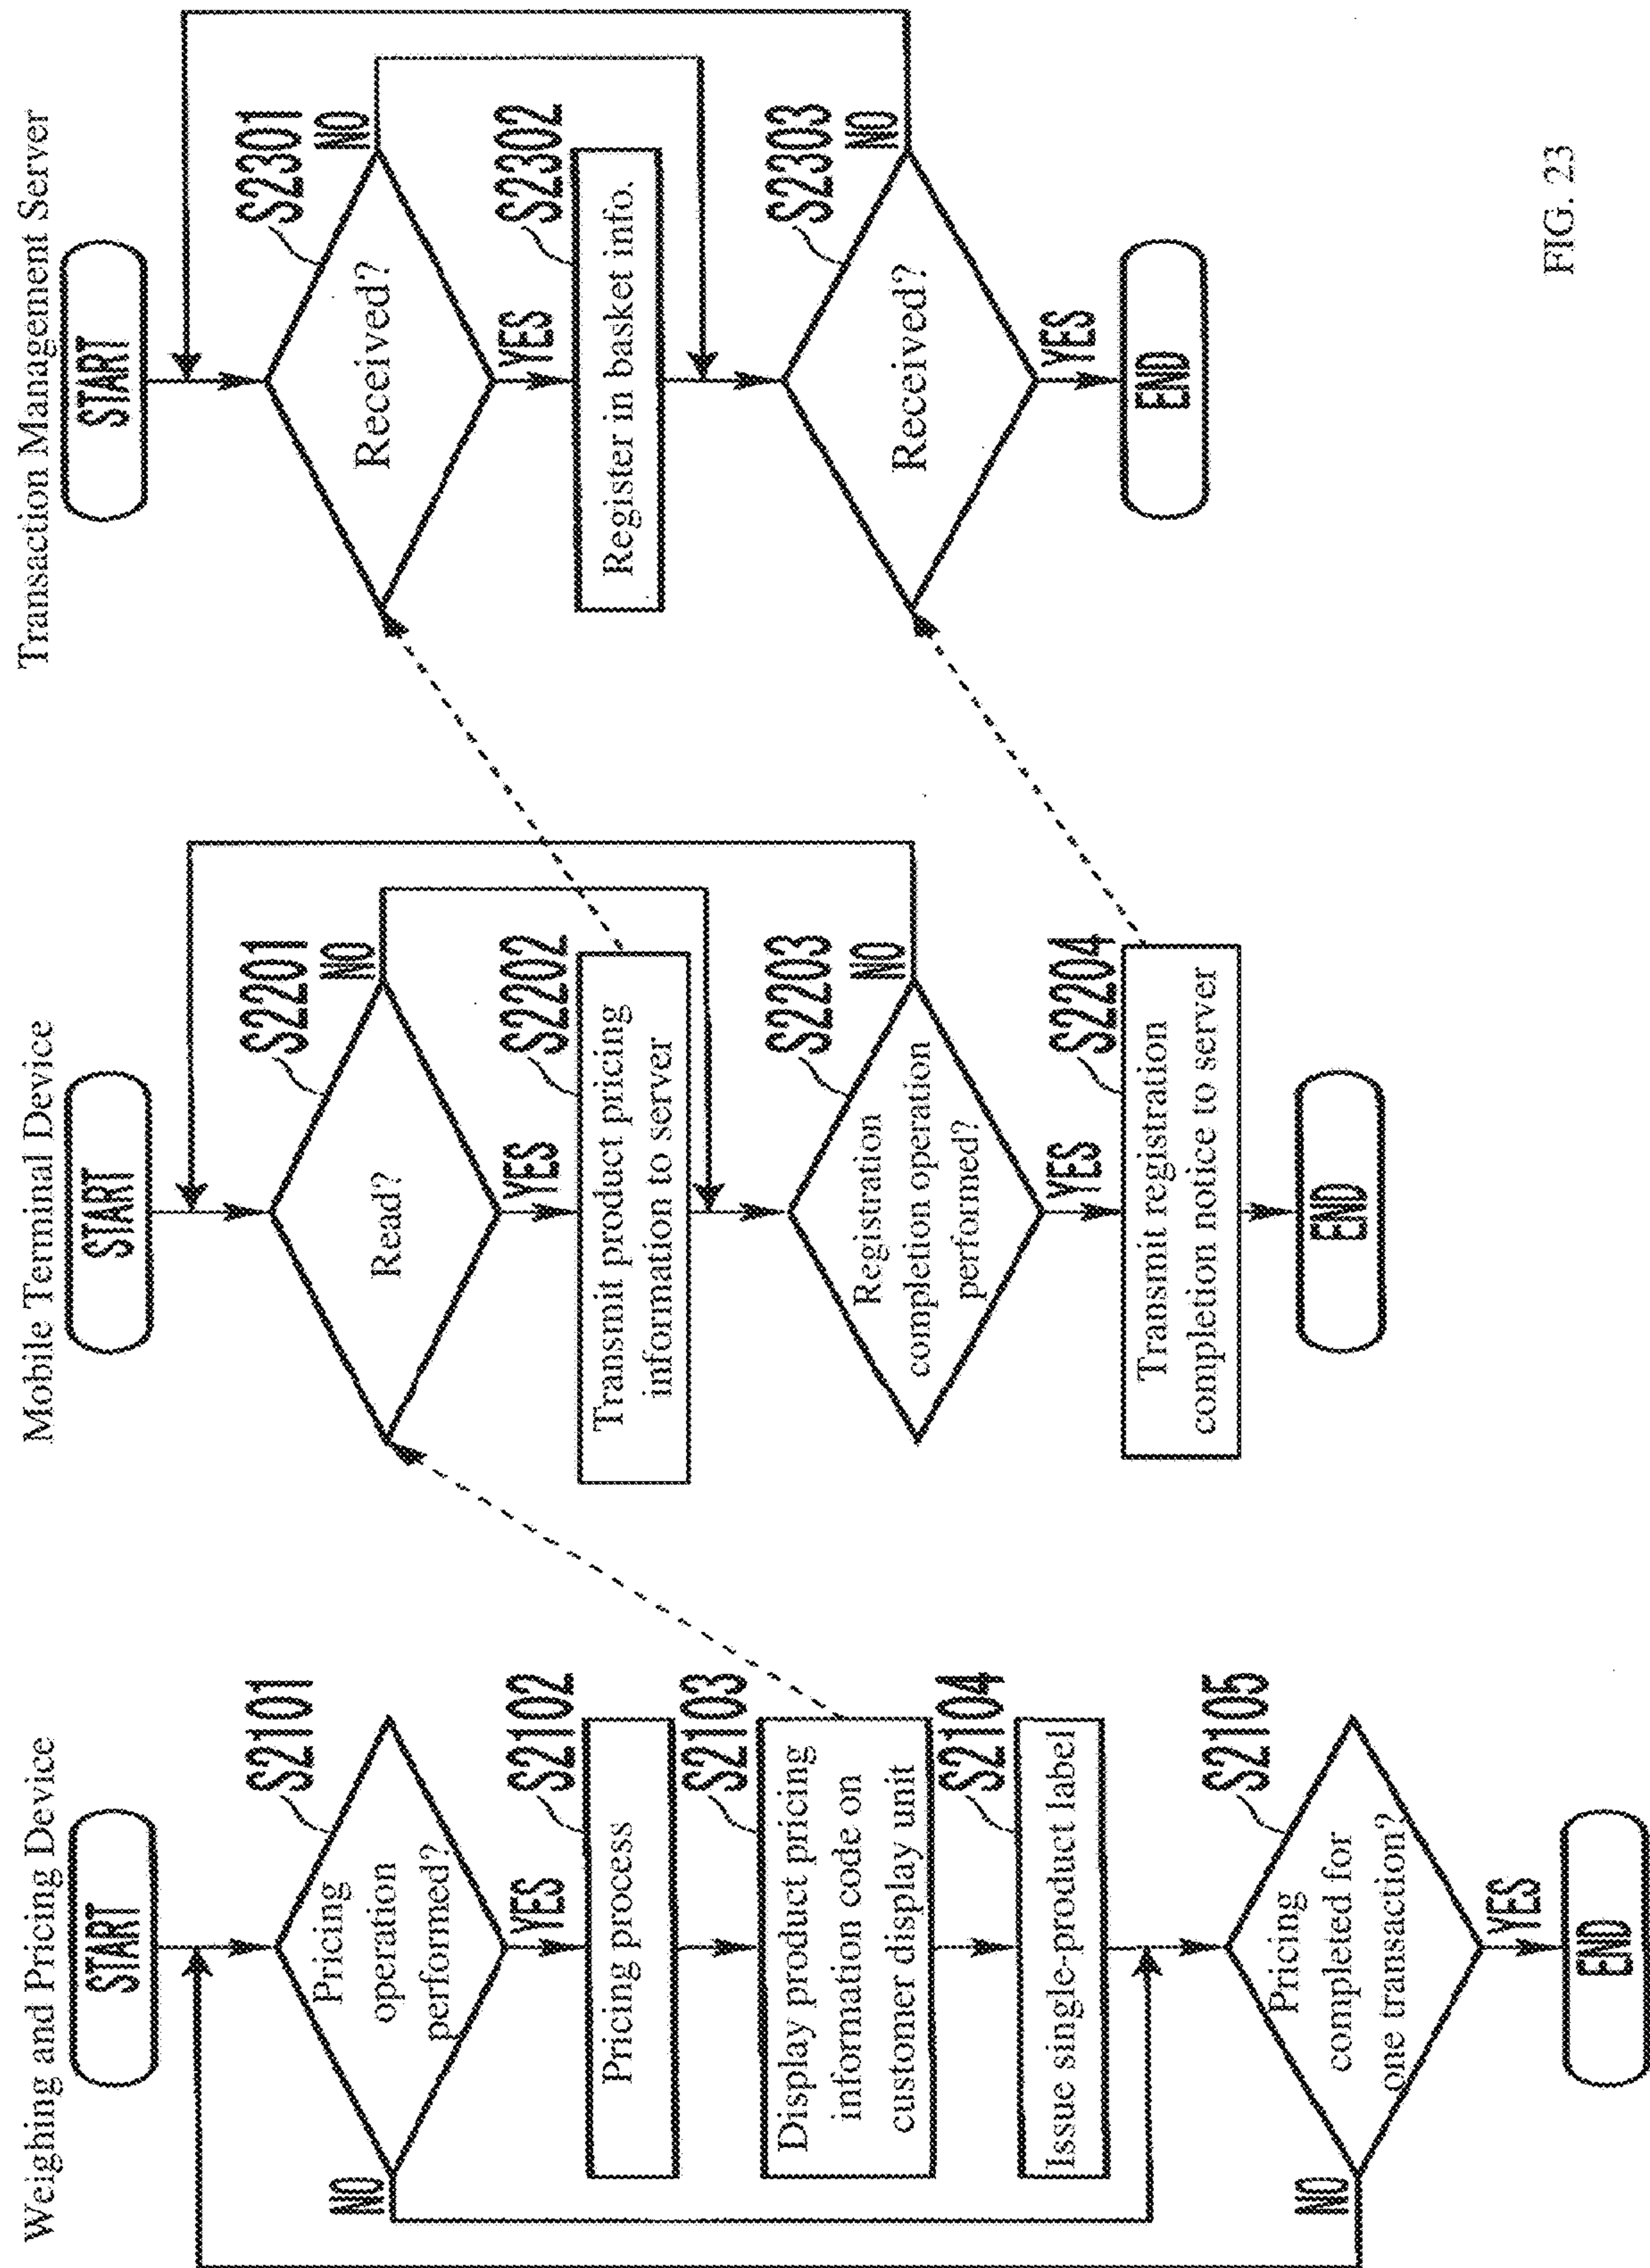 Weighing and Pricing Device
START
S2101
Pricing
operation
performed?
NO
YES
S2102
Pricing process
S2103
Display product pricing
information code on
customer display unit
S2104
Issue single-product label
S2105
Pricing
completed for
one transaction?
NO
YES
END
Mobile Terminal Device
START
S2201
Read?
NO
YES
S2202
Transmit product pricing
information to server
S2203
Registration
completion operation
performed?
NO
YES
S2204
Transmit registration
completion notice to server
END
Transaction Management Server
START
S2301
Received?
NO
YES
S2302
Register in basket info.
S2303
Received?
NO
YES
END
FIG. 23